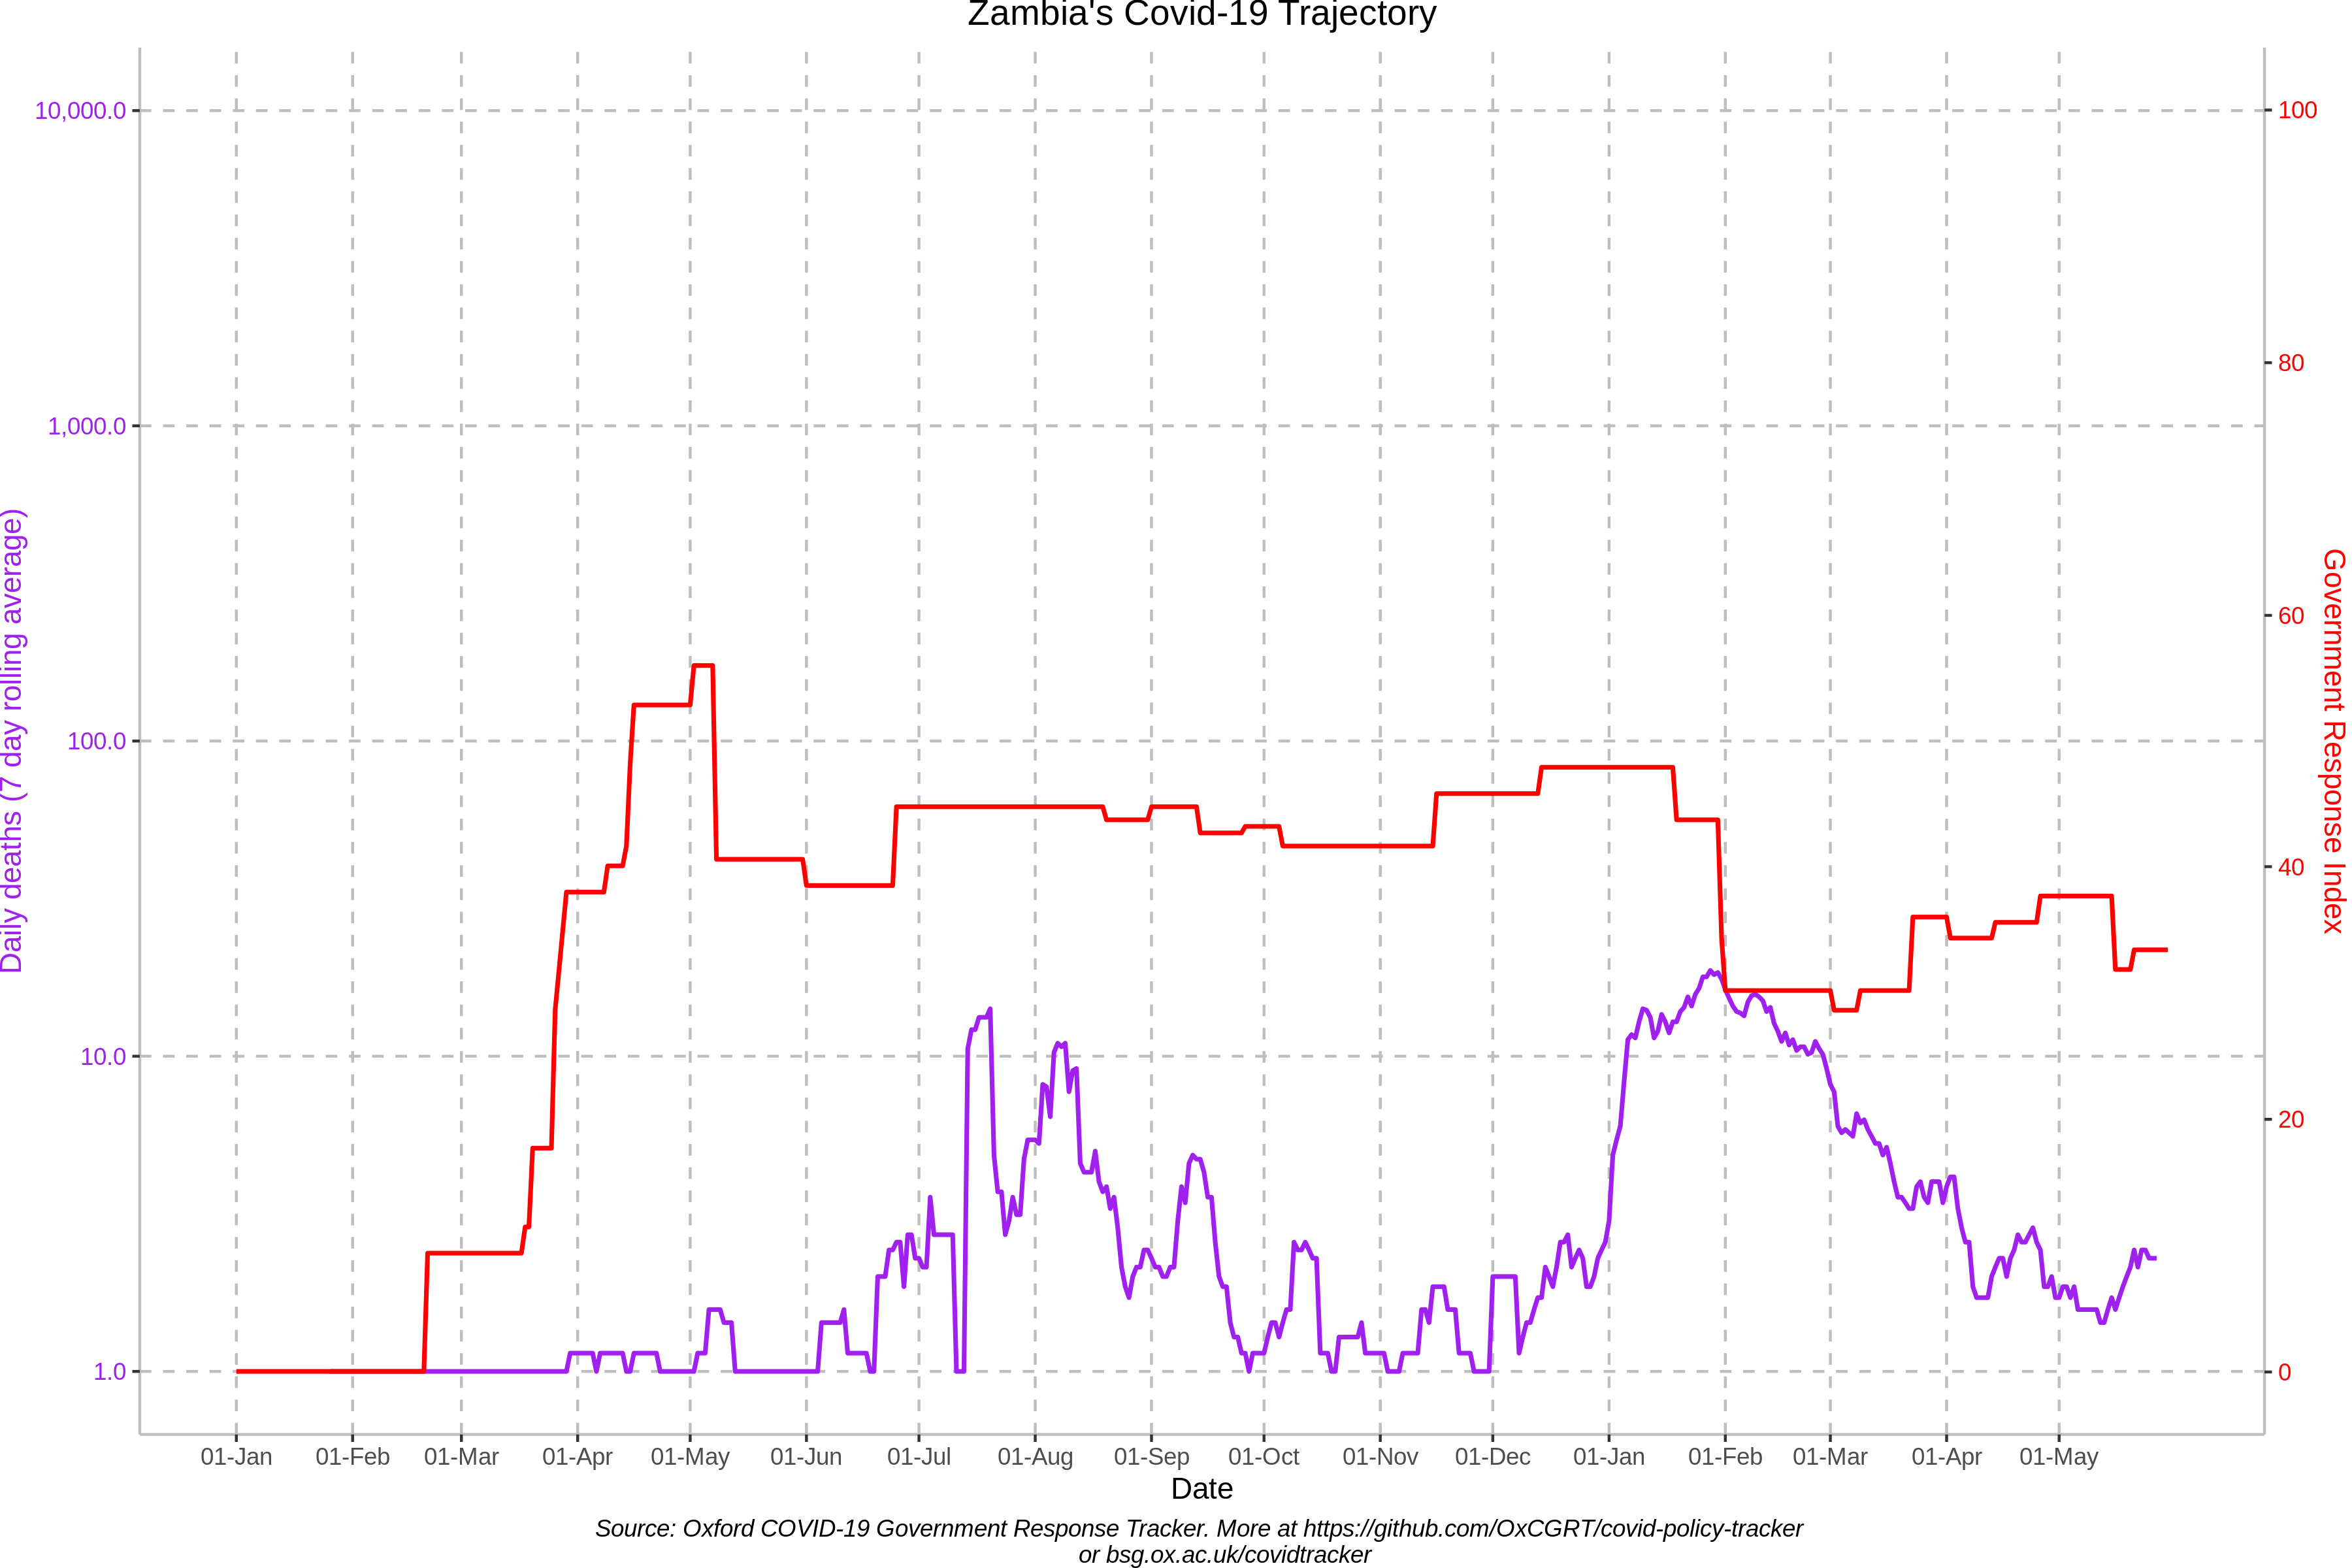 Zambia's Covid-19 Trajectory
10,000.0
1,000.0
100.0
10.0
1.0
Daily deaths (7 day rolling average)
100
80
60
40
20
0
Government Response Index
01-Jan 01-Feb 01-Mar 01-Apr 01-May 01-Jun 01-Jul 01-Aug 01-Sep 01-Oct 01-Nov 01-Dec 01-Jan 01-Feb 01-Mar 01-Apr 01-May
Date
Source: Oxford COVID-19 Government Response Tracker. More at https://github.com/OxCGRT/covid-policy-tracker
or bsg.ox.ac.uk/covidtracker